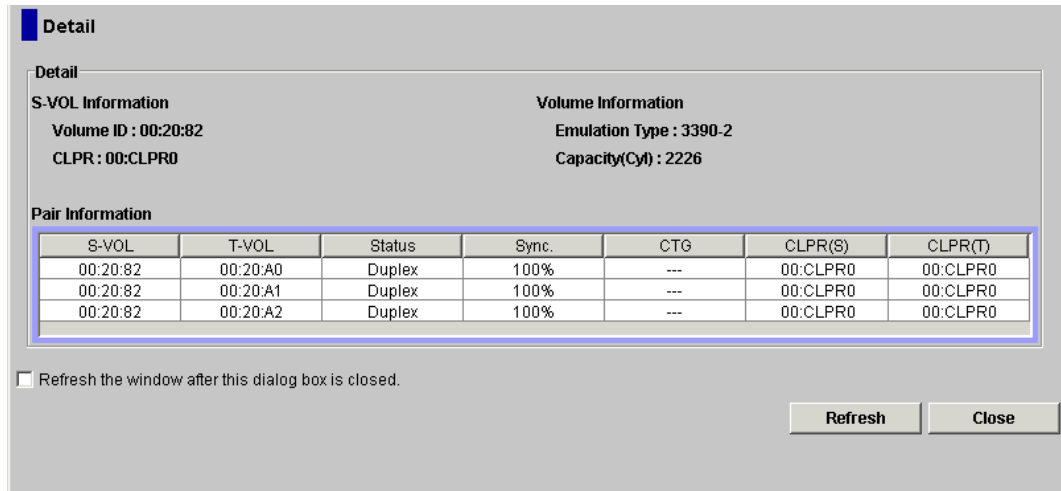 Detail
Detail
S-VOL Information Volume Information
Volume ID : 00:20:82 Emulation Type : 3390-2
CLPR : 00:CLPR0 Capacity(Cyl) : 2226
Pair Information
S-VOL T-VOL Status Sync. CTG CLPR(S) CLPR(T)
00:20:82 00:20:A0 Duplex 100% --- 00:CLPR0 00:CLPR0
00:20:82 00:20:A1 Duplex 100% --- 00:CLPR0 00:CLPR0
00:20:82 00:20:A2 Duplex 100% --- 00:CLPR0 00:CLPR0
Refresh the window after this dialog box is closed.
Refresh Close